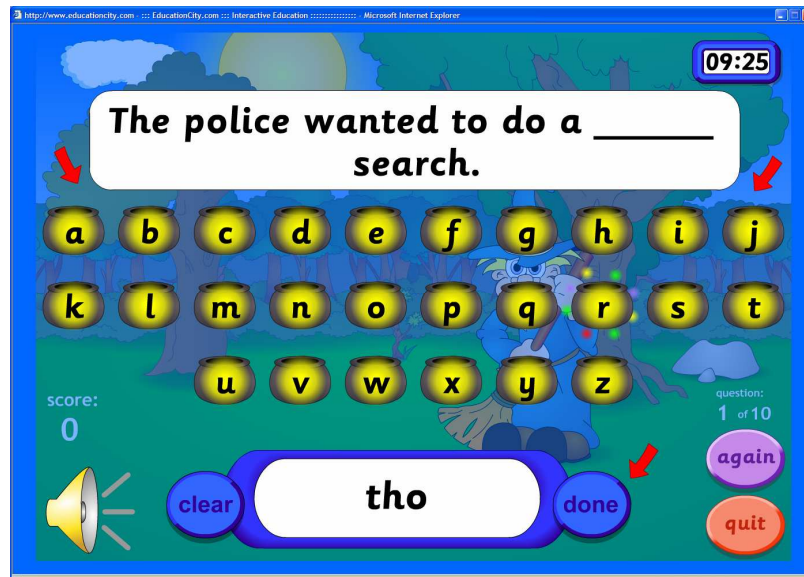 http://www.educationcity.com - ::: EducationCity.com ::: Interactive Education :::::::::::::::: - Microsoft Internet Explorer
09:25
The police wanted to do a ______
search.
a b c d e f g h i j
k l m n o p q r s t
u v w x y z
score:
0
question:
1 of 10
again
clear
tho
done
quit